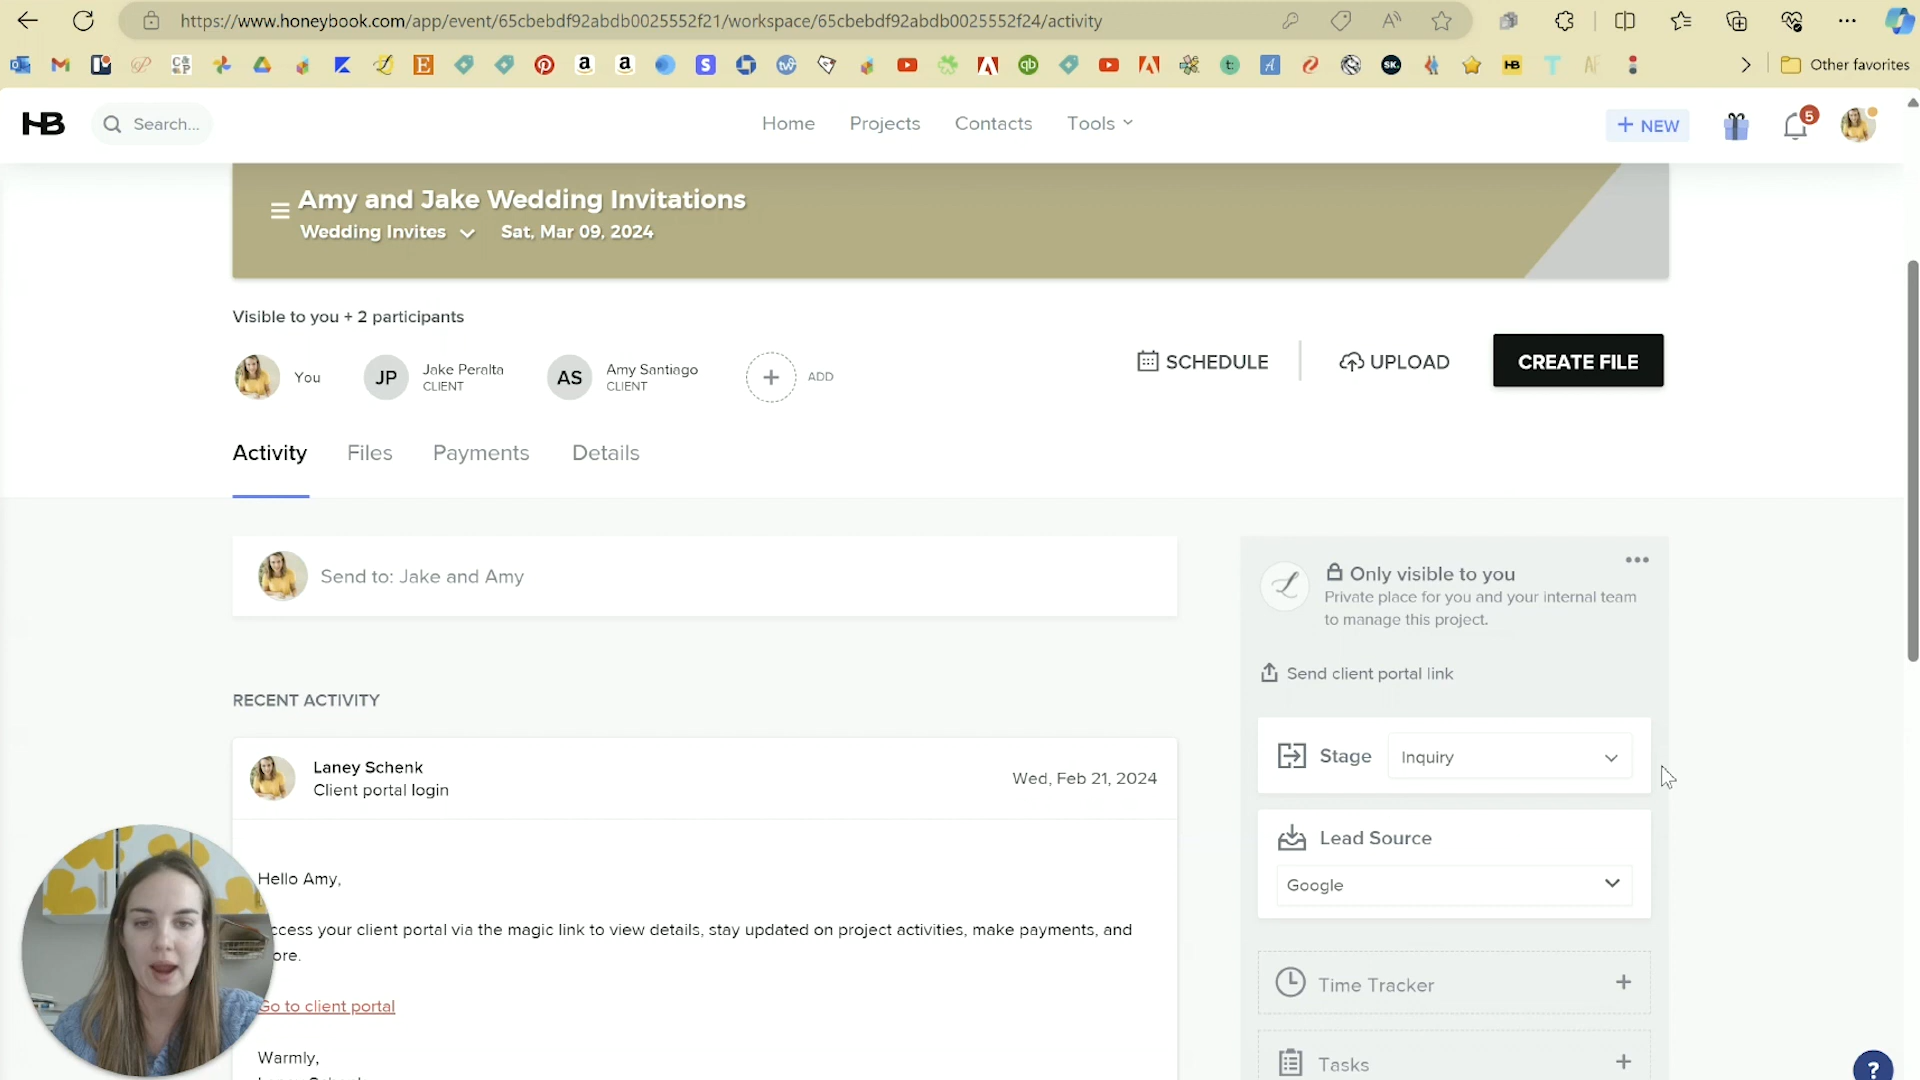 https://www.honeybook.com/app/event/65cbebdf92abdb0025552f21/workspace/65cbebdf92abdb0025552f24/activity
Other favorites
HB
Search...
Home
Projects
Contacts
Tools
+ NEW
5
Amy and Jake Wedding Invitations
Wedding Invites
Sat, Mar 09, 2024
Visible to you + 2 participants
You
JP
Jake Peralta
CLIENT
AS
Amy Santiago
CLIENT
+
ADD
SCHEDULE
UPLOAD
CREATE FILE
Activity
Files
Payments
Details
Send to: Jake and Amy
Only visible to you
Private place for you and your internal team
to manage this project.
Send client portal link
RECENT ACTIVITY
Laney Schenk
Client portal login
Wed, Feb 21, 2024
Stage
Inquiry
Lead Source
Google
Hello Amy,
ccess your client portal via the magic link to view details, stay updated on project activities, make payments, and
ore.
Go to client portal
Warmly,
Time Tracker
+
Tasks
+
?